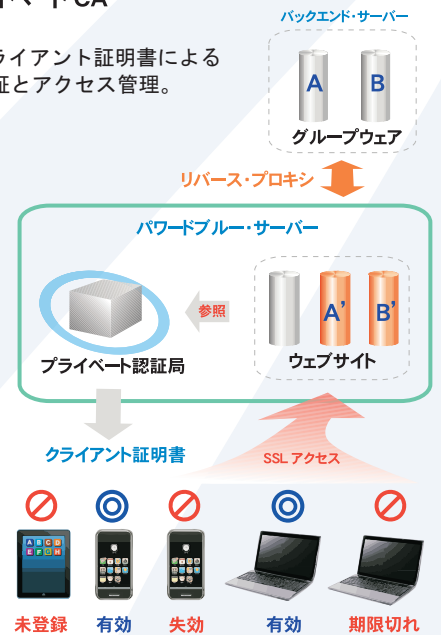 CA
ライアント証明書による
証とアクセス管理。
バックエンド・サーバー
A
B
グループウェア
リバース・プロキシ
パワードブルー・サーバー
参照
A’
B’
プライベート認証局
ウェブサイト
クライアント証明書
SSL アクセス
A B C D
E F G H
未登録
有効
失効
有効
期限切れ